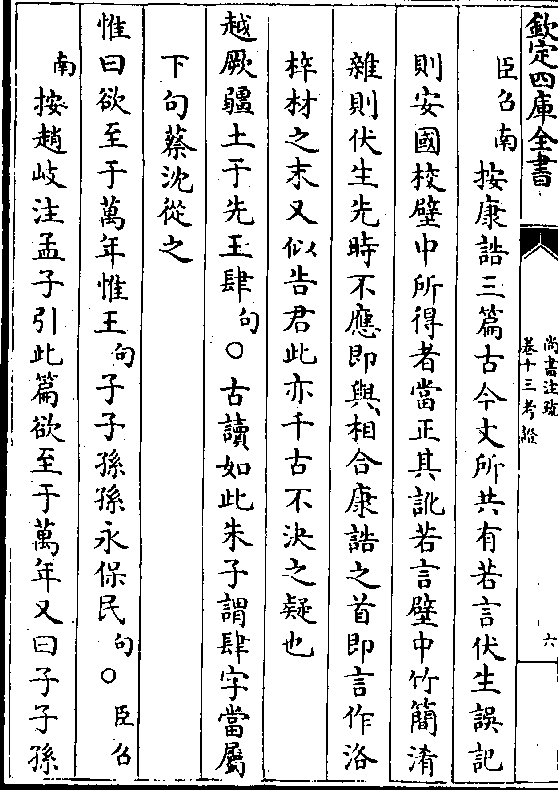 欽定四庫全書
尚書注疏
卷十三考證
六
臣召南按康誥三篇古今文所共有若言伏生誤記
則安國校壁中所得者當正其訛若言壁中竹簡淆
雜則伏生先時不應即與相合康誥之首即言作洛
梓材之末又似告君此亦千古不決之疑也
越厥疆土于先王肆句○古讀如此朱子謂肆字當屬
下句蔡沈從之
惟曰欲至于萬年惟王句子子孫孫永保民句○臣召
南按趙岐注孟子引此篇欲至于萬年又曰子子孫